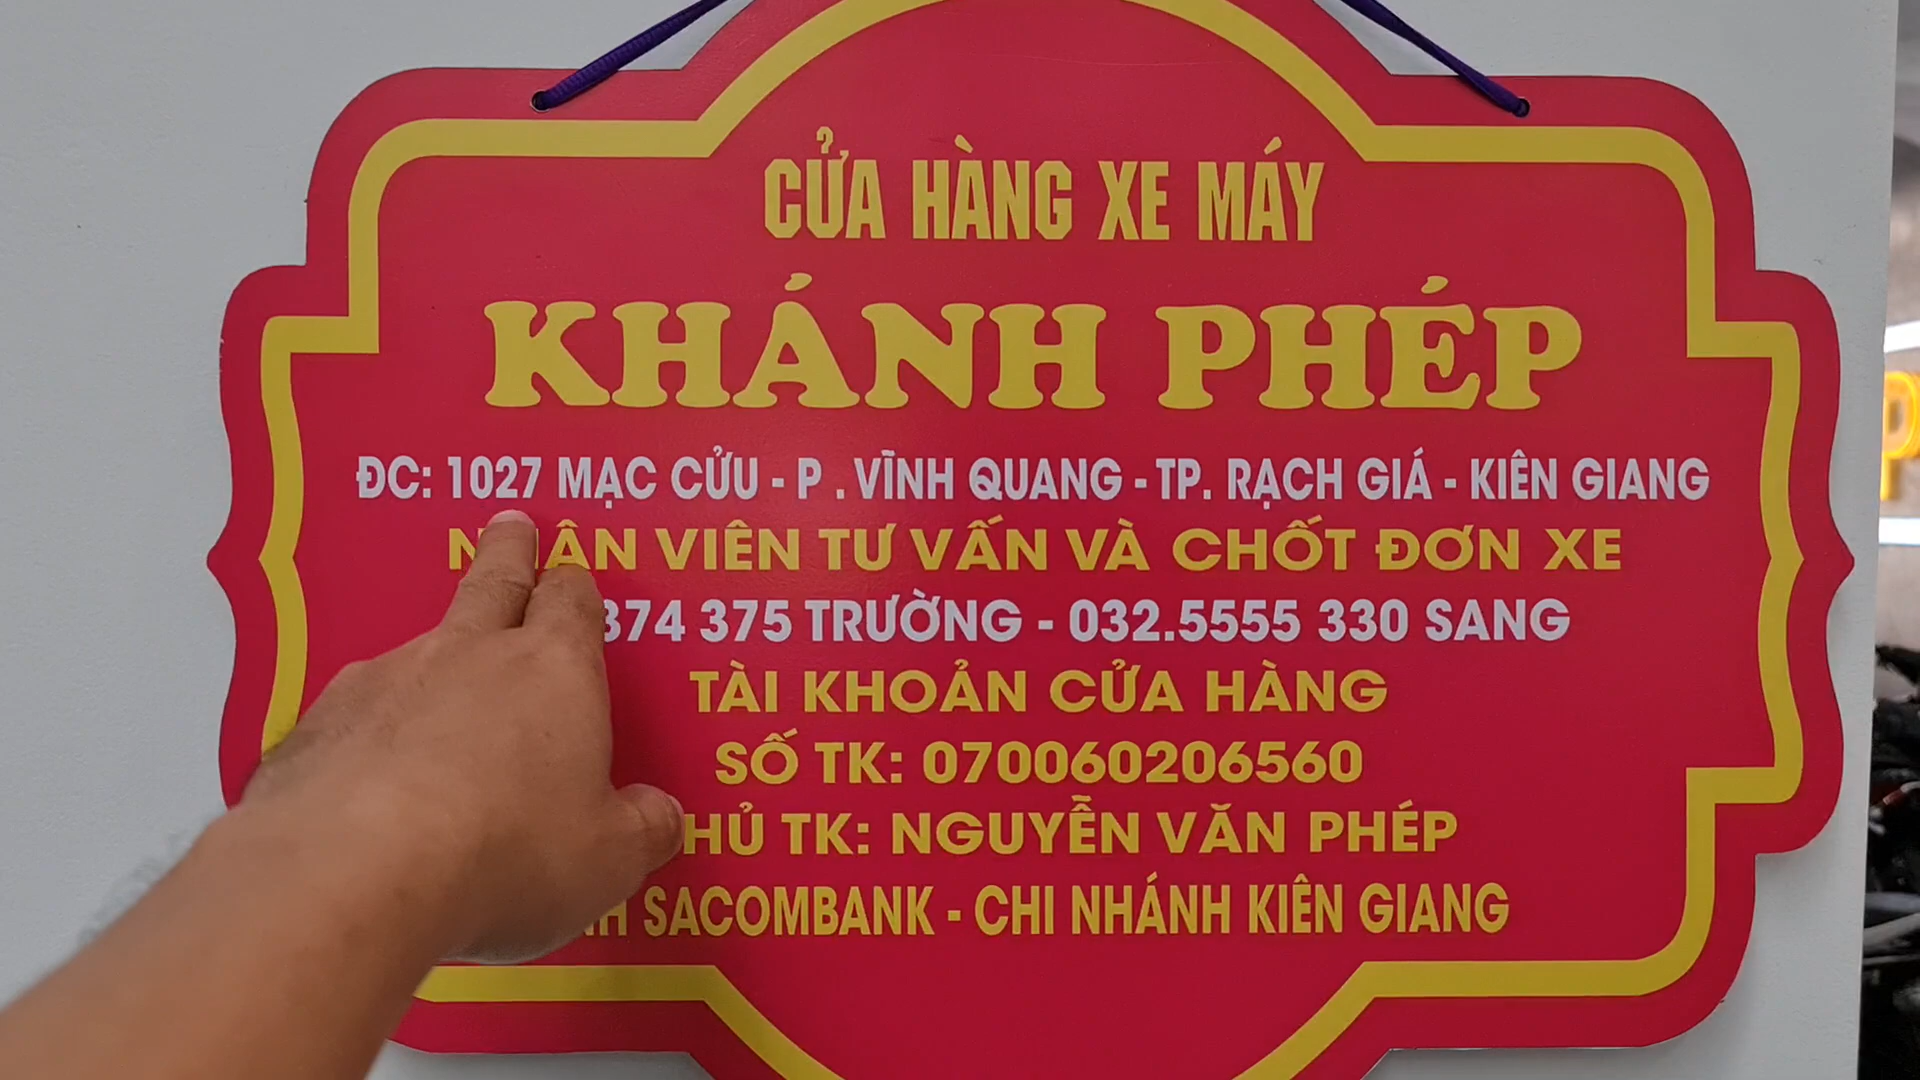 CỬA HÀNG XE MÁY
KHÁNH PHÉP
ĐC: 1027 MẠC CỬU - P . VĨNH QUANG - TP. RẠCH GIÁ - KIÊN GIANG
VIÊN TƯ VẤN VÀ CHỐT ĐƠN XE
374 375 TRƯỜNG - 032.5555 330 SANG
TÀI KHOẢN CỬA HÀNG
SỐ TK: 070060206560
HỦ TK: NGUYỄN VĂN PHÉP
SACOMBANK - CHI NHÁNH KIÊN GIANG
P